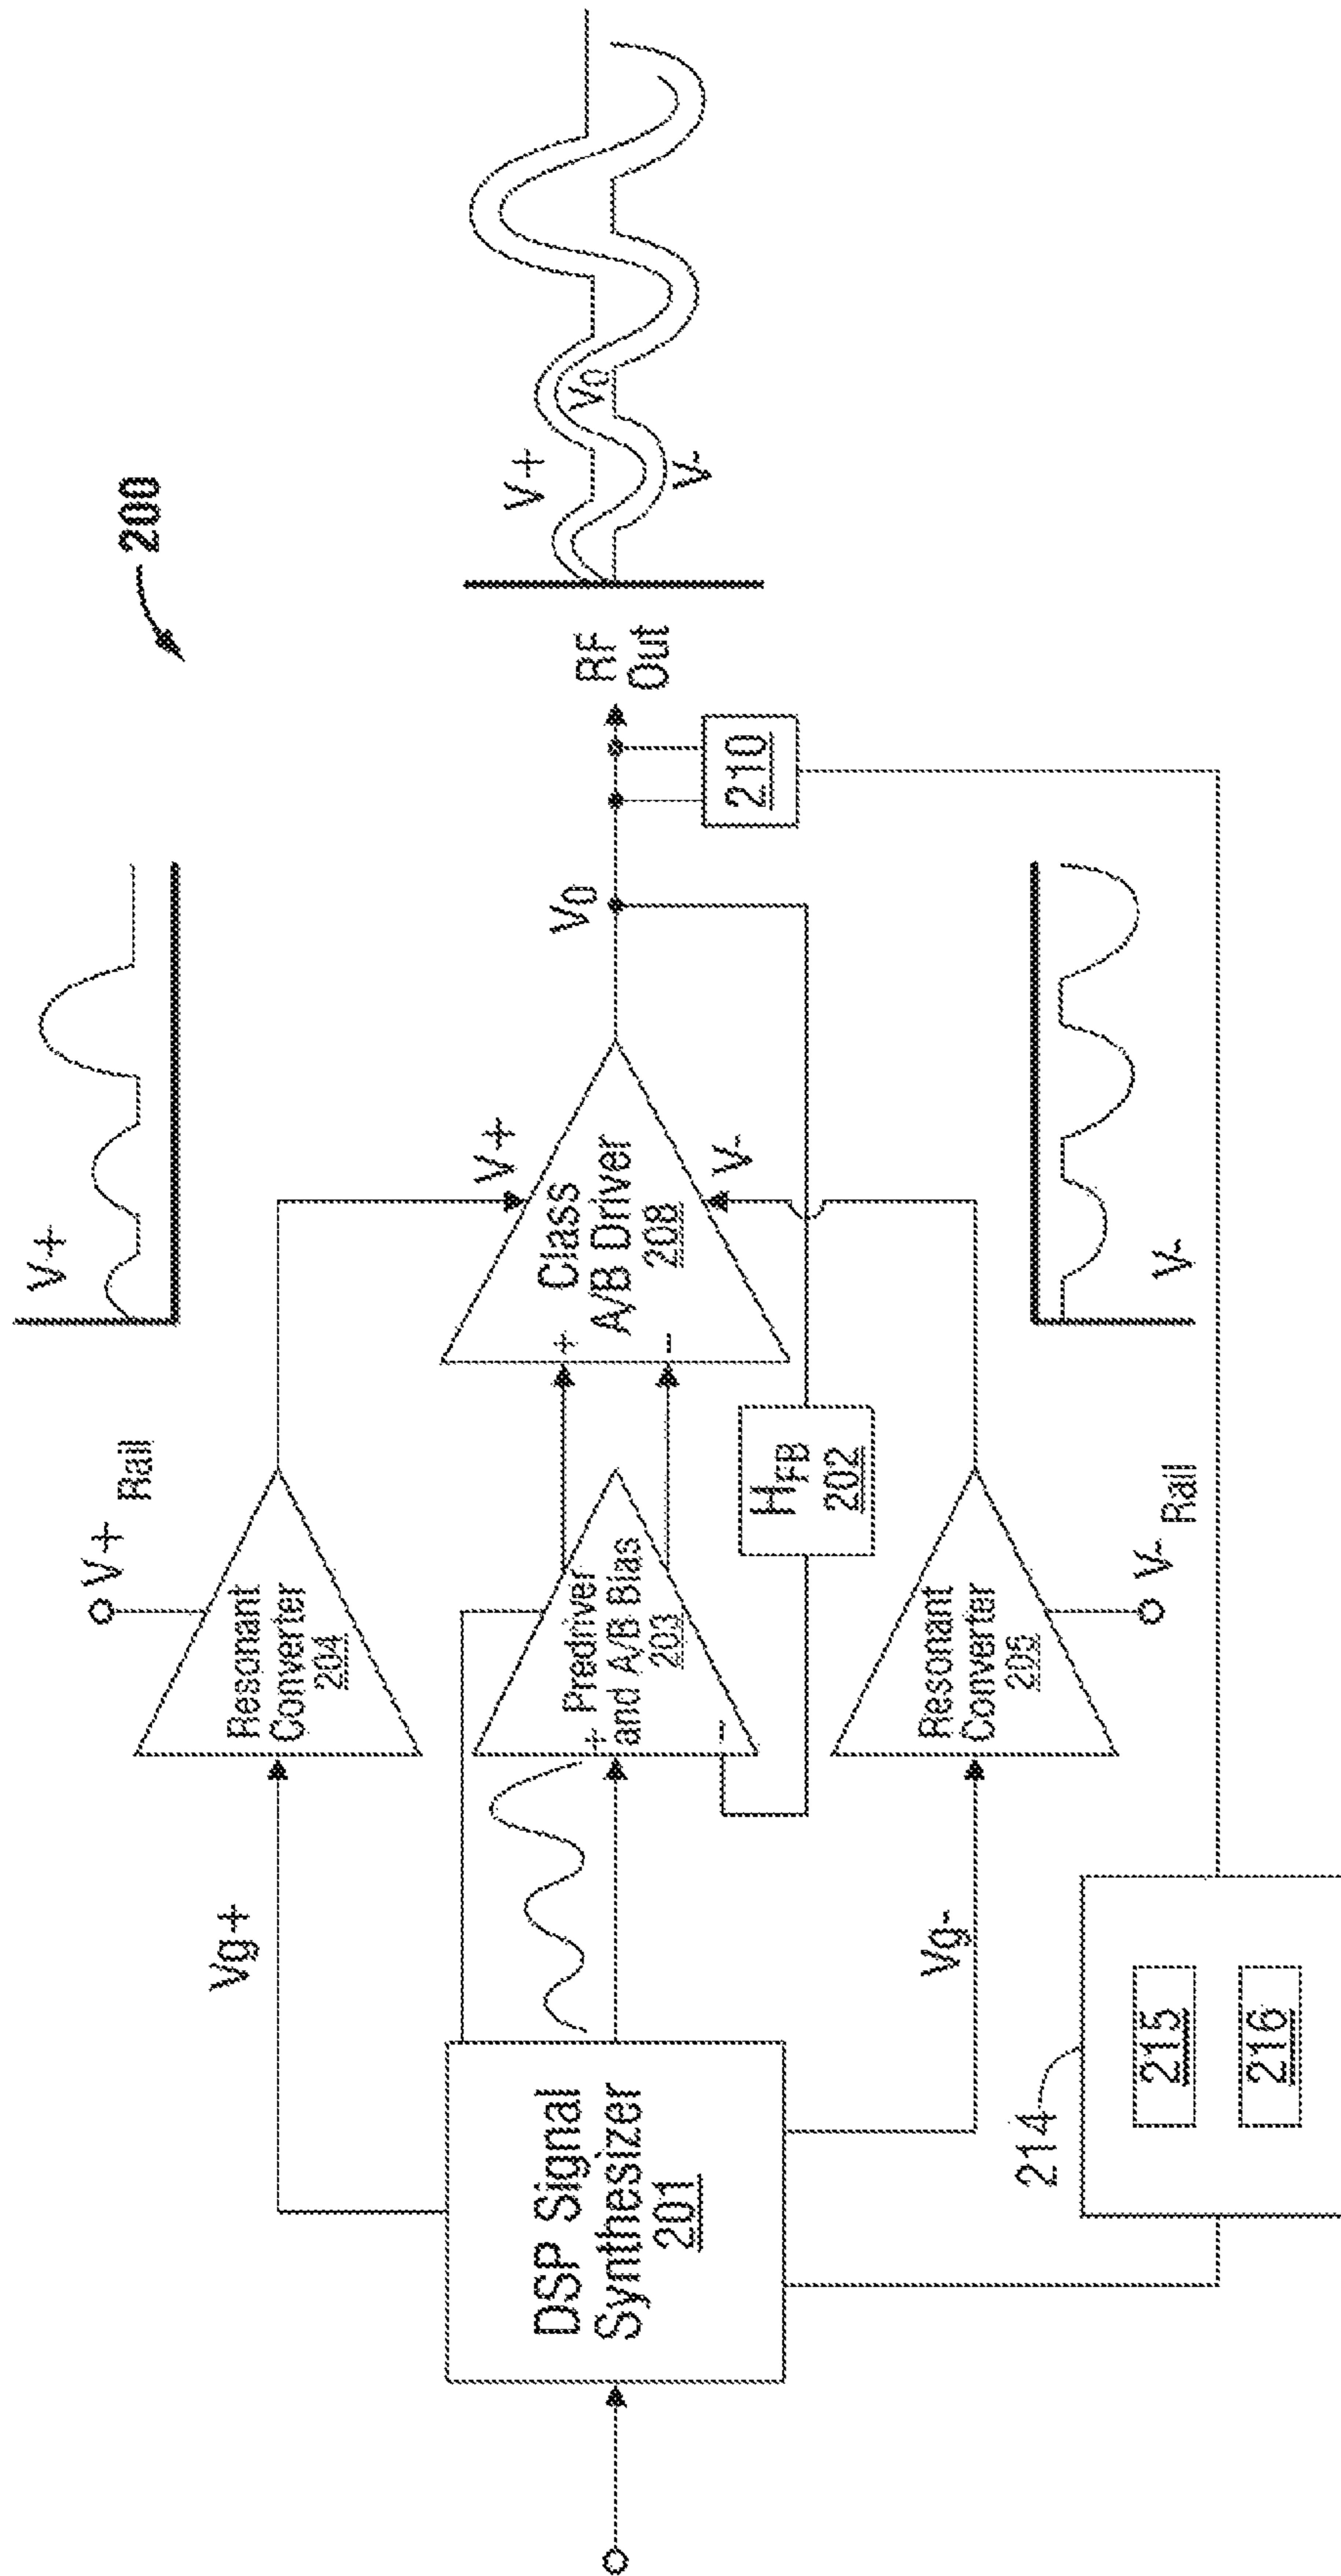 200
V+
V+
Rail
Vg+
Resonant
Converter
204
DSP Signal
Synthesizer
201
+ Predriver
and A/B Bias
203
-
+
Class
A/B Driver
208
-
V+
V-
V0
RF
Out
V+
V0
V-
HFB
202
210
Vg-
Resonant
Converter
205
V-
Rail
V-
214
215
216